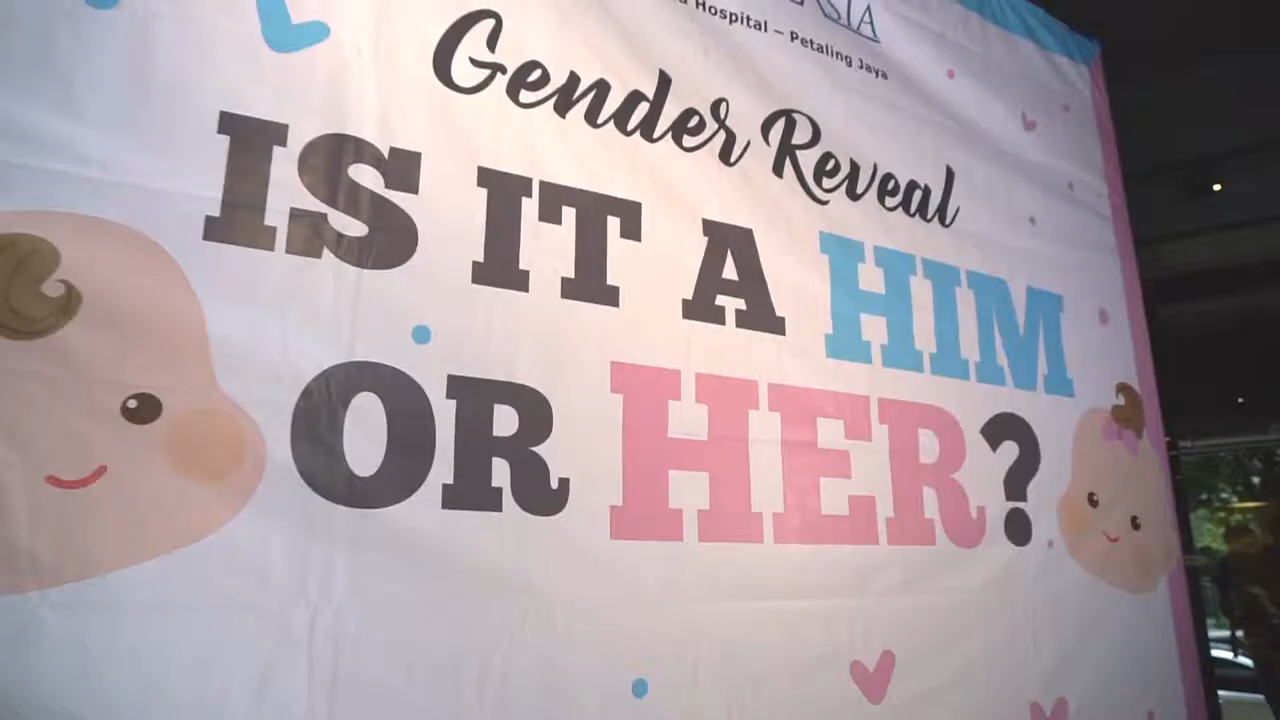 Hospital – Petaling Jaya
Gender Reveal
IS IT A HIM
OR HER?